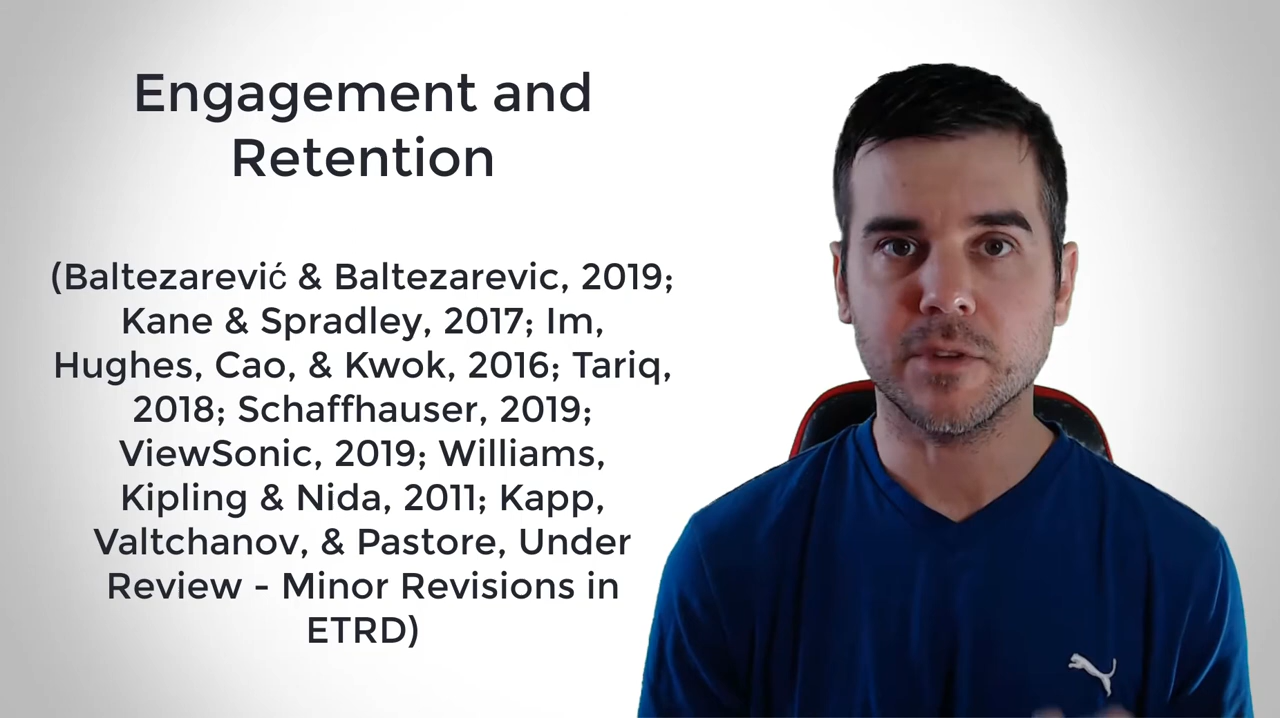 Engagement and
Retention
(Baltezarević & Baltezarevic, 2019;
Kane & Spradley, 2017; Im,
Hughes, Cao, & Kwok, 2016; Tariq,
2018; Schaffhauser, 2019;
ViewSonic, 2019; Williams,
Kipling & Nida, 2011; Kapp,
Valtchanov, & Pastore, Under
Review - Minor Revisions in
ETRD)